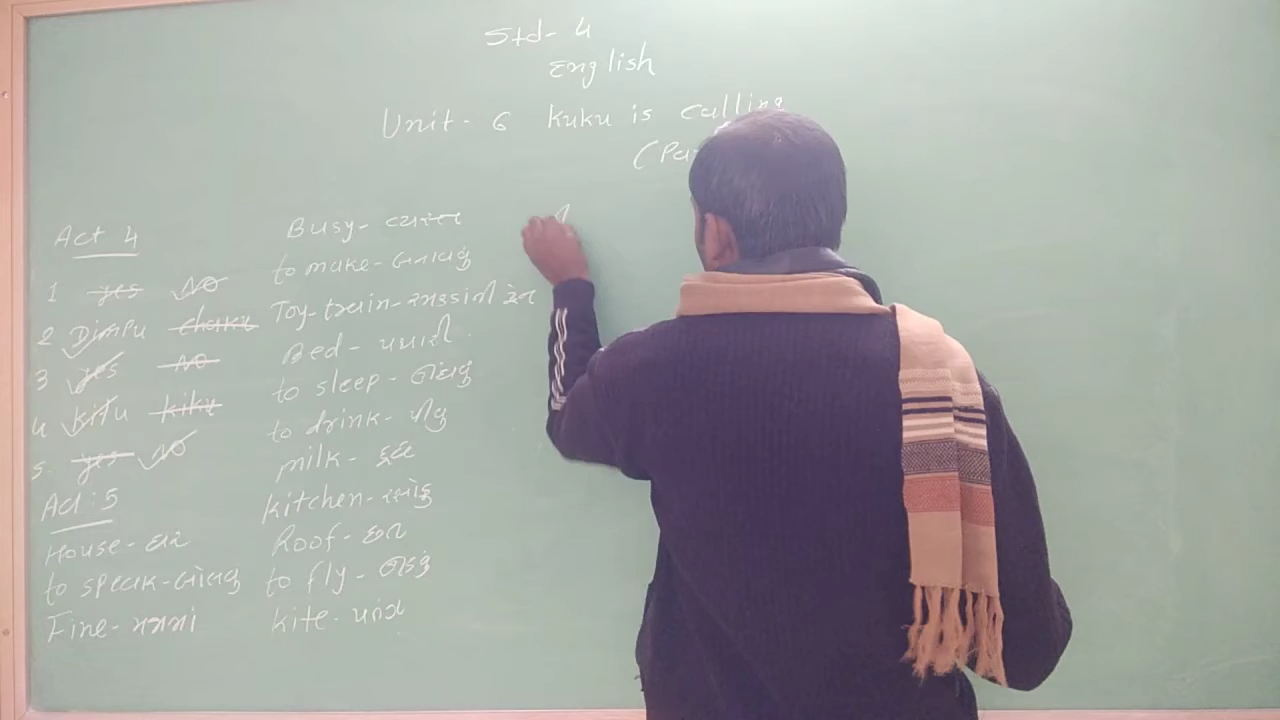 Std- 4
English
Unit- 6 Kuku is calling
Act 4
1 yes No
2 Dimpu chaku
3 yes No
4 kitu kiku
5. yes No
Act: 5
House- ઘર
to speak- બોલવું
Fine- મજામાં
Busy- વ્યસ્ત
to make- બનાવવું
Toy-train- રમકડાંની ટ્રેન
Bed- પથારી
to sleep- ઊંઘવું
to drink- પીવું
milk- દૂધ
kitchen- રસોડું
Roof- છત
to fly- ઊડવું
kite- પતંગ